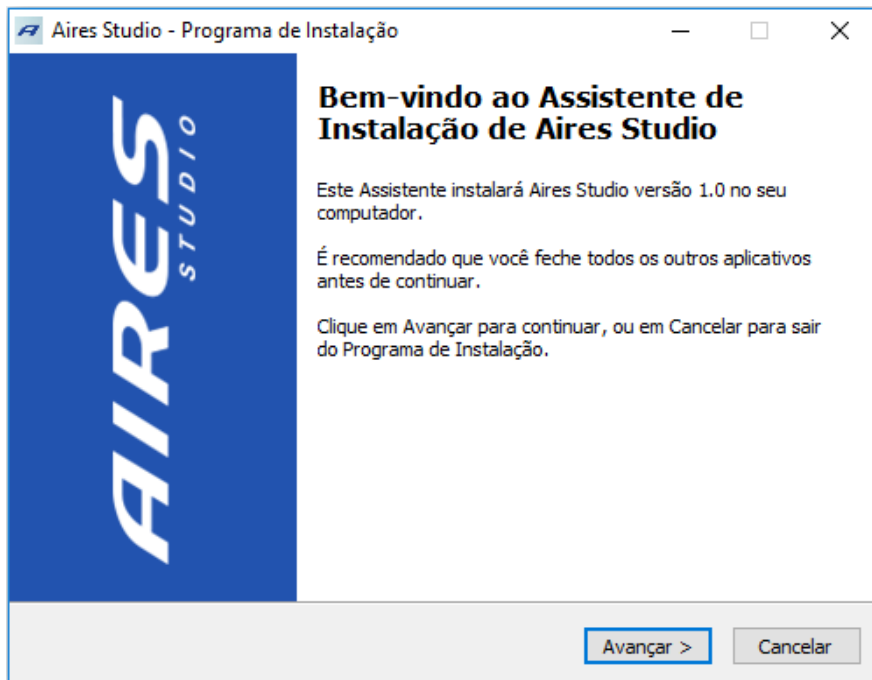 Aires Studio - Programa de Instalação
AIRES
STUDIO
Bem-vindo ao Assistente de
Instalação de Aires Studio
Este Assistente instalará Aires Studio versão 1.0 no seu
computador.
É recomendado que você feche todos os outros aplicativos
antes de continuar.
Clique em Avançar para continuar, ou em Cancelar para sair
do Programa de Instalação.
Avançar >
Cancelar